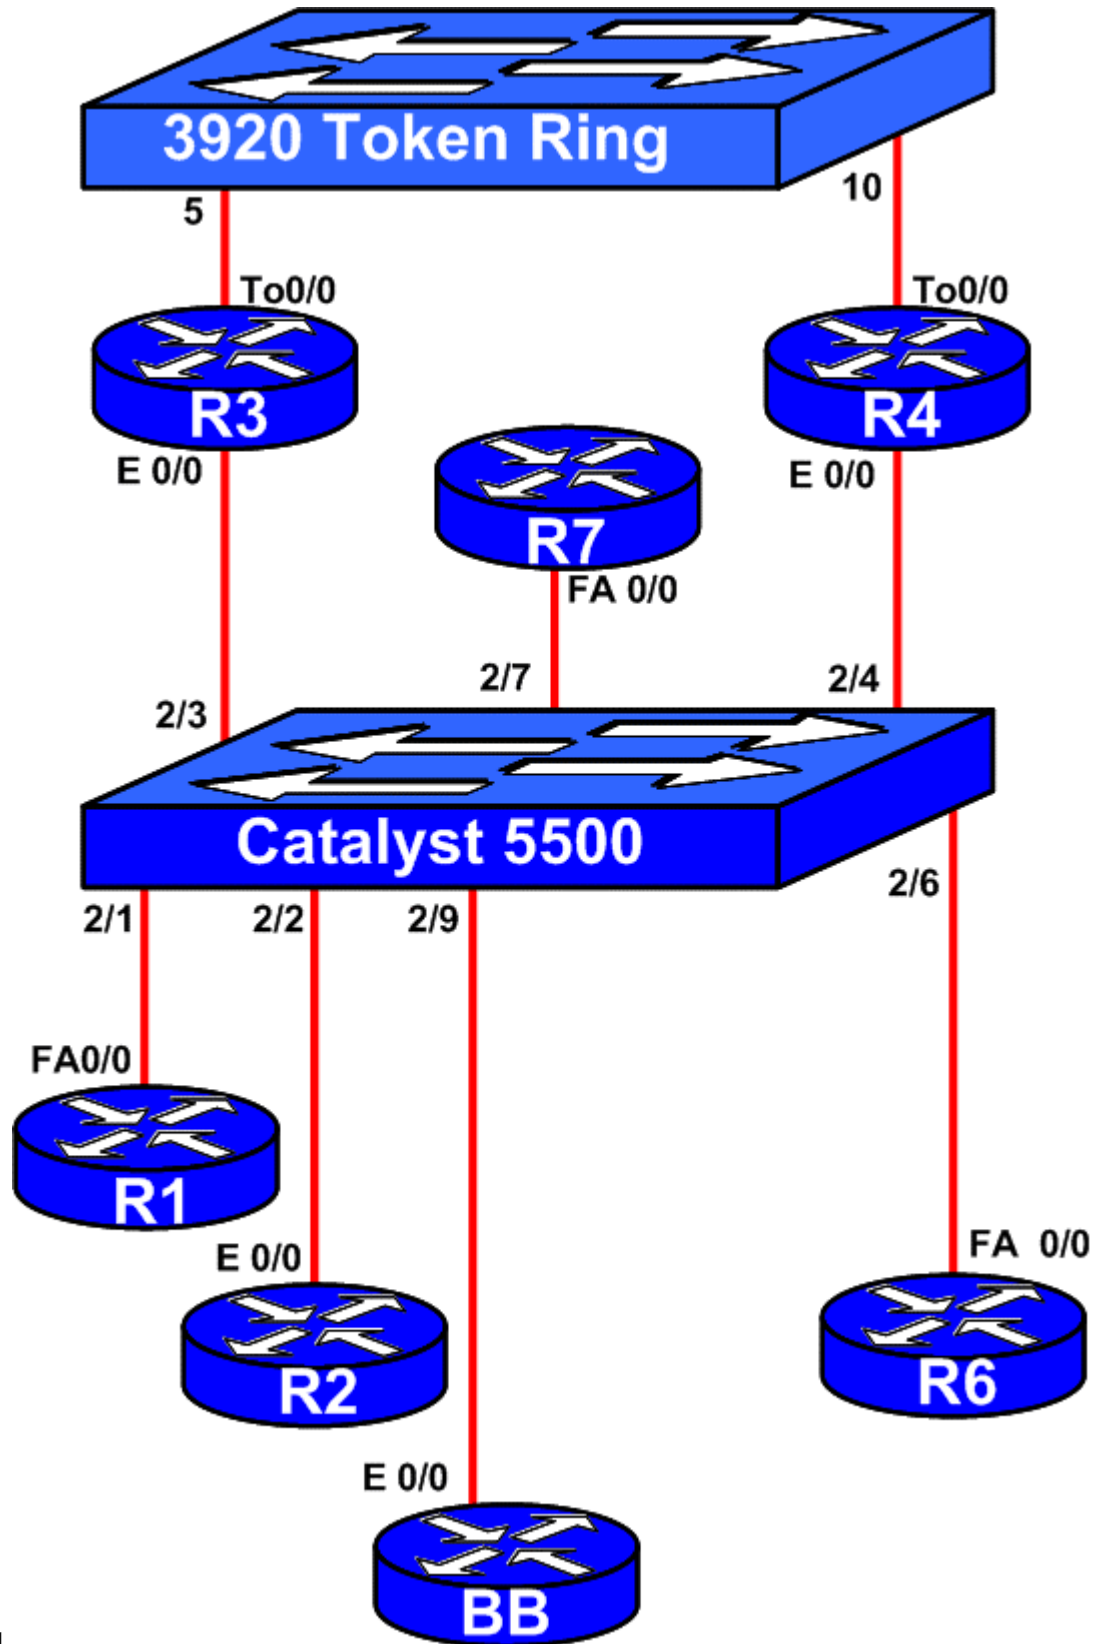 3920 Token Ring
5
10
To0/0
To0/0
R3
R4
E 0/0
E 0/0
R7
FA 0/0
2/3
2/7
2/4
Catalyst 5500
2/1
2/2
2/9
2/6
FA0/0
R1
E 0/0
FA 0/0
R2
R6
E 0/0
BB